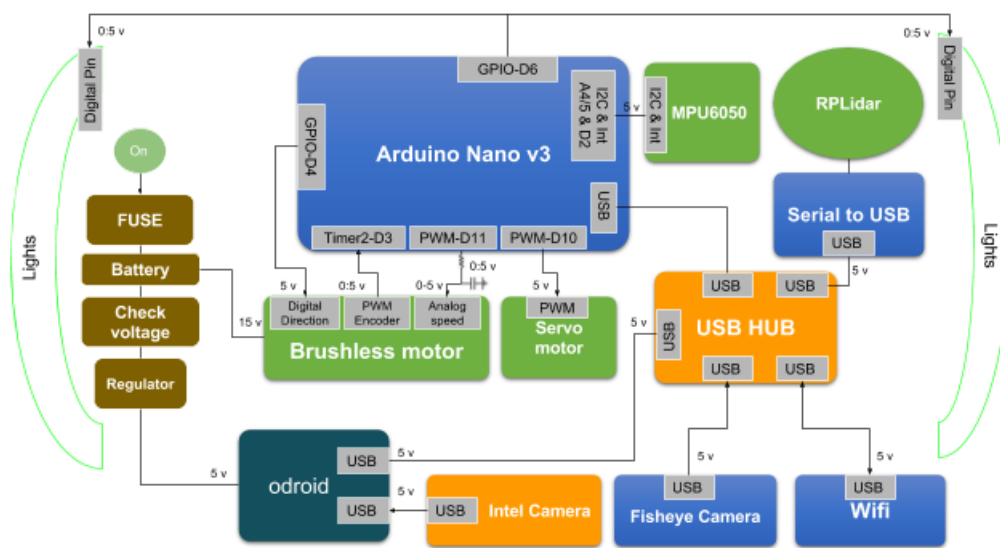 0:5 v
0:5 v
Digital Pin
GPIO-D6
Digital Pin
I2C & Int
A4/5 & D2
5 v
I2C & Int
MPU6050
RPLidar
On
GPIO-D4
Arduino Nano v3
USB
Serial to USB
USB
FUSE
Lights
Lights
Timer2-D3
PWM-D11
PWM-D10
Battery
5 v
0:5 v
0-5 v
0:5 v
5 v
5 v
USB
USB
Check
voltage
15 v
Digital
Direction
PWM
Encoder
Analog
speed
PWM
5 v
USB
USB HUB
Brushless motor
Servo
motor
Regulator
USB
USB
5 v
odroid
USB
5 v
5 v
5 v
5 v
USB
USB
Intel Camera
USB
Fisheye Camera
USB
Wifi